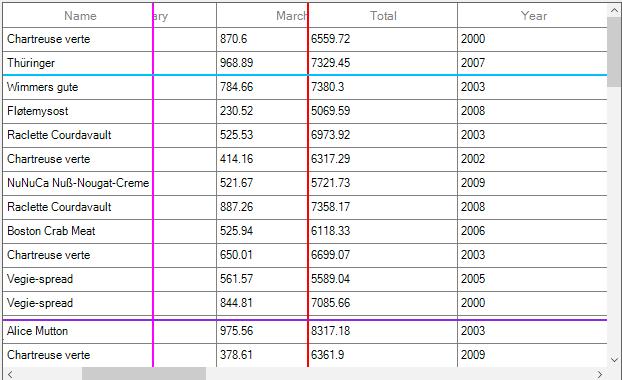 Name ary March Total Year
Chartreuse verte 870.6 6559.72 2000
Thüringer 968.89 7329.45 2007
Wimmers gute 784.66 7380.3 2003
Fløtemysost 230.52 5069.59 2008
Raclette Courdavault 525.53 6973.92 2003
Chartreuse verte 414.16 6317.29 2002
NuNuCa Nuß-Nougat-Creme 521.67 5721.73 2009
Raclette Courdavault 887.26 7358.17 2008
Boston Crab Meat 525.94 6118.33 2006
Chartreuse verte 650.01 6699.07 2003
Vegie-spread 561.57 5589.04 2005
Vegie-spread 844.81 7085.66 2000
Alice Mutton 975.56 8317.18 2003
Chartreuse verte 378.61 6361.9 2009